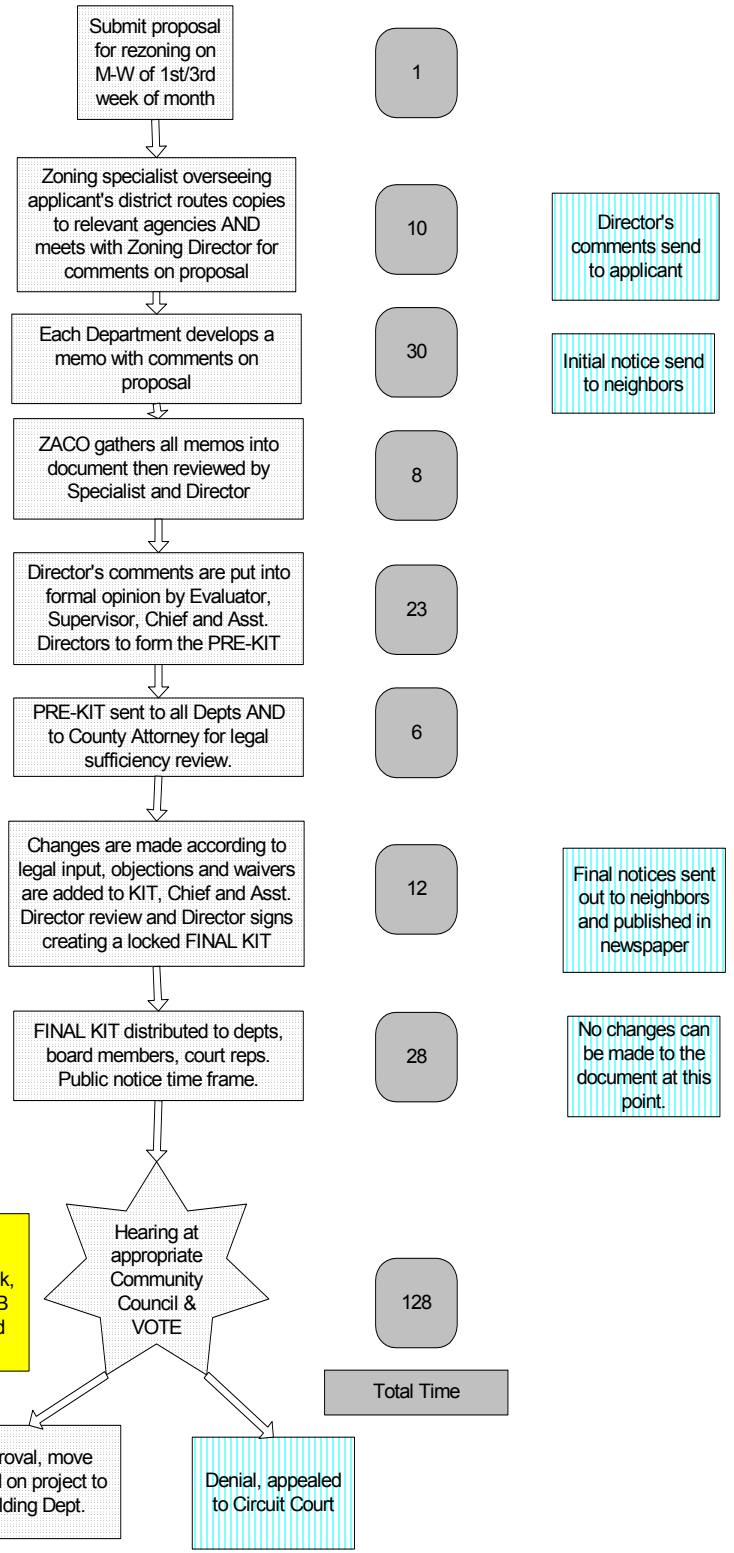 Submit proposal
for rezoning on
M-W of 1st/3rd
week of month
1
Zoning specialist overseeing
applicant's district routes copies
to relevant agencies AND
meets with Zoning Director for
comments on proposal
10
Director's
comments send
to applicant
Each Department develops a
memo with comments on
proposal
30
Initial notice send
to neighbors
ZACO gathers all memos into
document then reviewed by
Specialist and Director
8
Director's comments are put into
formal opinion by Evaluator,
Supervisor, Chief and Asst.
Directors to form the PRE-KIT
23
PRE-KIT sent to all Depts AND
to County Attorney for legal
sufficiency review.
6
Changes are made according to
legal input, objections and waivers
are added to KIT, Chief and Asst.
Director review and Director signs
creating a locked FINAL KIT
12
Final notices sent
out to neighbors
and published in
newspaper
FINAL KIT distributed to depts,
board members, court reps.
Public notice time frame.
28
No changes can
be made to the
document at this
point.
Hearing at
appropriate
Community
Council &
VOTE
128
Total Time
on project to
Dept.
Denial, appealed
to Circuit Court